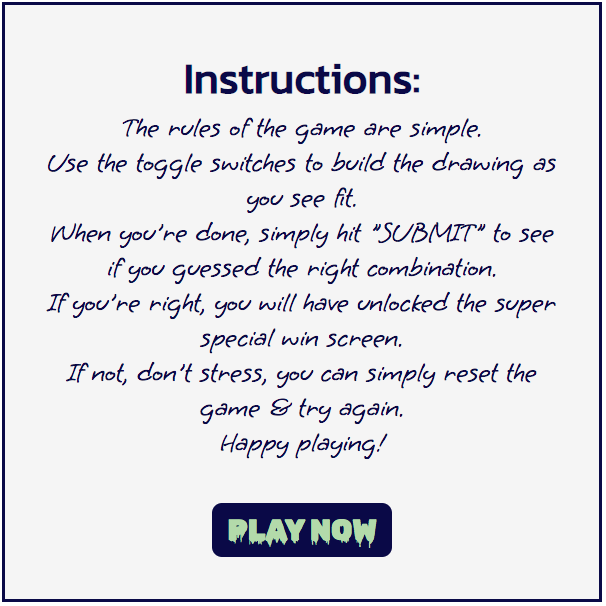 Instructions:
The rules of the game are simple.
Use the toggle switches to build the drawing as
you see fit.
When you're done, simply hit "SUBMIT" to see
if you guessed the right combination.
If you're right, you will have unlocked the super
special win screen.
If not, don't stress, you can simply reset the
game & try again.
Happy playing!
PLAY NOW